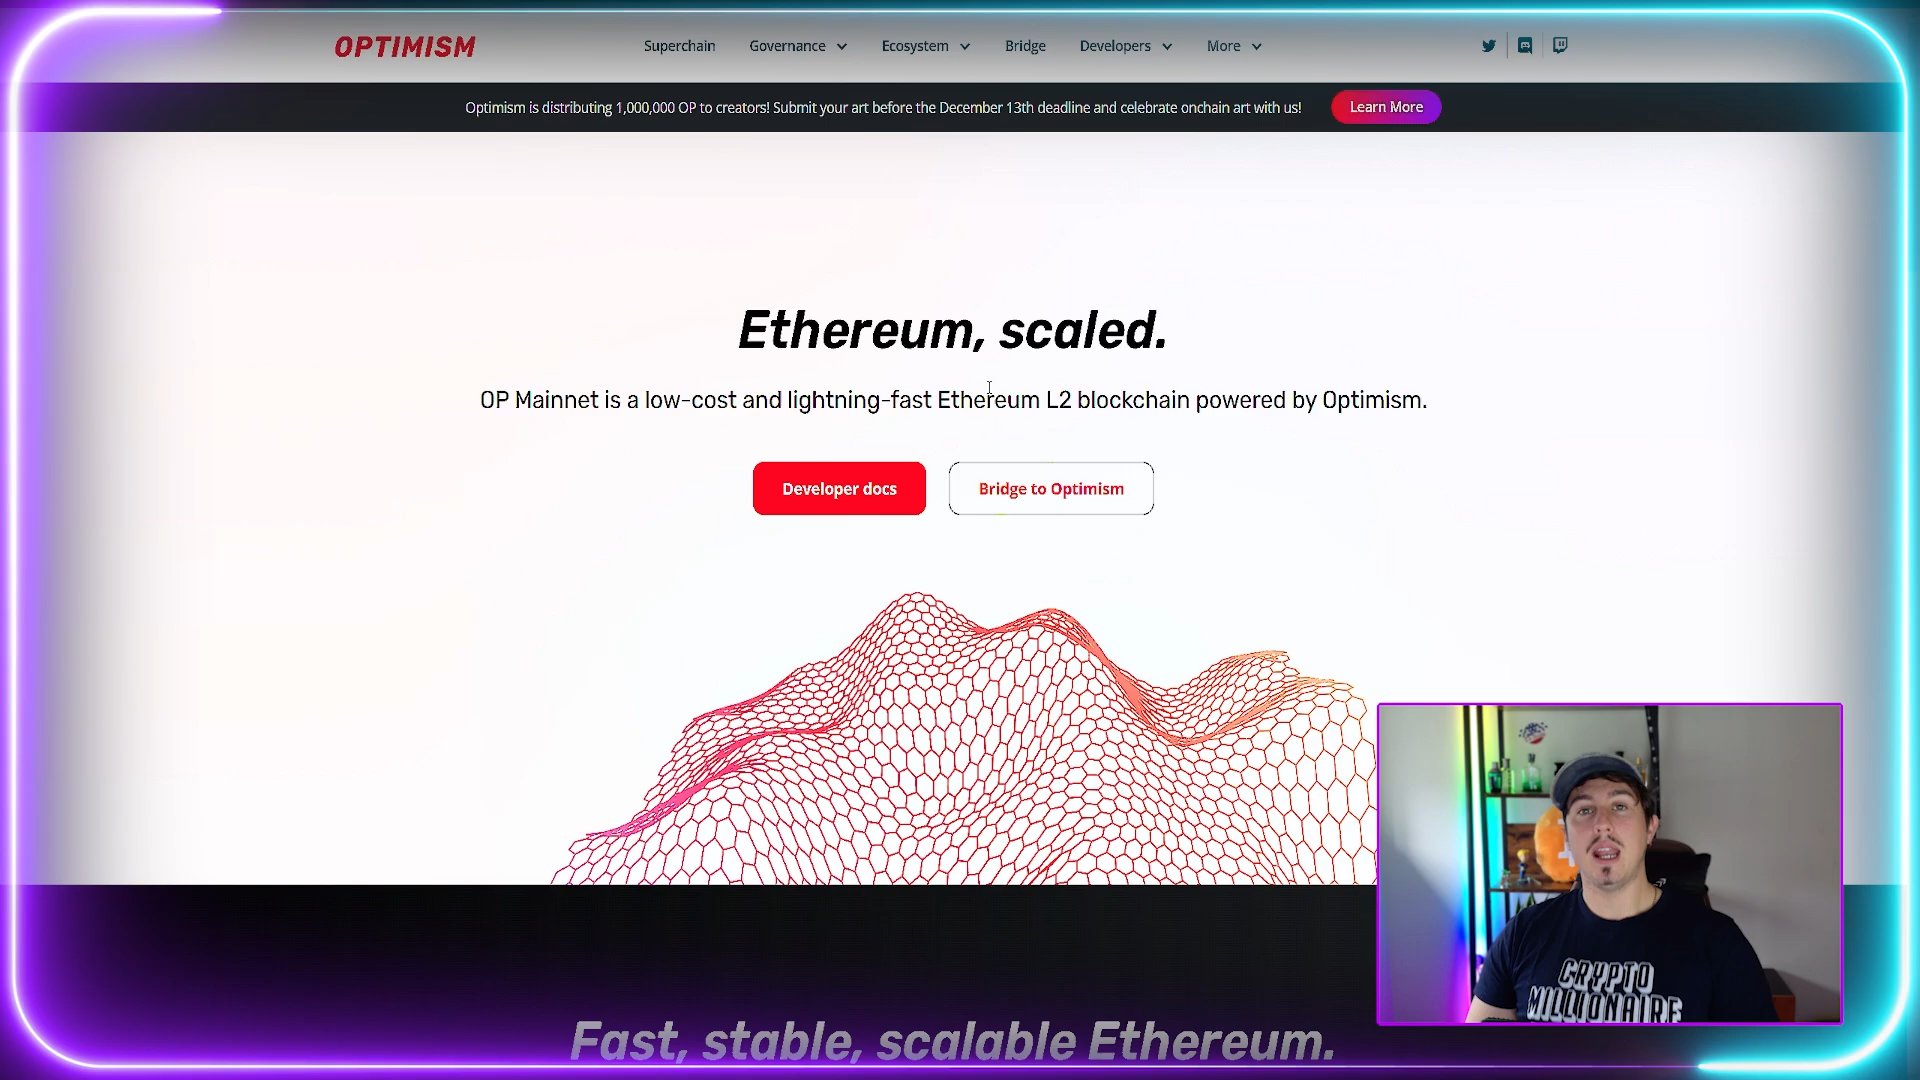 OPTIMISM
Superchain Governance Ecosystem Bridge Developers More
Optimism is distributing 1,000,000 OP to creators! Submit your art before the December 13th deadline and celebrate onchain art with us! Learn More
Ethereum, scaled.
OP Mainnet is a low-cost and lightning-fast Ethereum L2 blockchain powered by Optimism.
Developer docs Bridge to Optimism
CRYPTO
MILLIONAIRE
Fast, stable, scalable Ethereum.